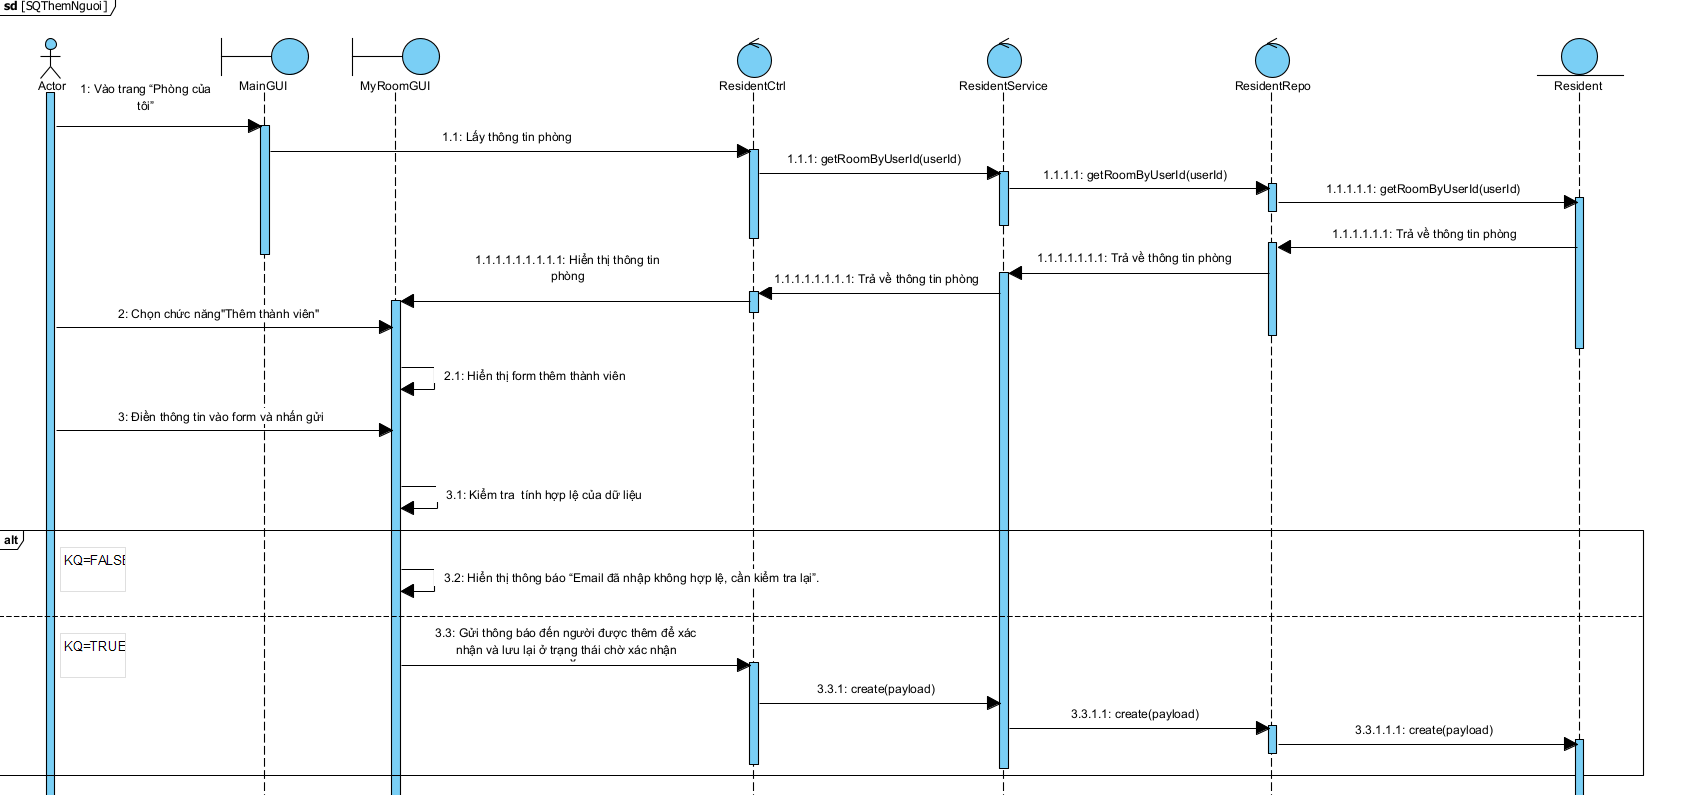 sd [SQThemNguoi]
Actor
MainGUI
MyRoomGUI
ResidentCtrl
ResidentService
ResidentRepo
Resident
1: Vào trang “Phòng của
tôi”
1.1: Lấy thông tin phòng
1.1.1: getRoomByUserId(userId)
1.1.1.1: getRoomByUserId(userId)
1.1.1.1.1: getRoomByUserId(userId)
1.1.1.1.1.1: Trả về thông tin phòng
1.1.1.1.1.1.1: Trả về thông tin phòng
1.1.1.1.1.1.1.1: Trả về thông tin phòng
1.1.1.1.1.1.1.1.1: Hiển thị thông tin
phòng
2: Chọn chức năng"Thêm thành viên"
2.1: Hiển thị form thêm thành viên
3: Điền thông tin vào form và nhấn gửi
3.1: Kiểm tra  tính hợp lệ của dữ liệu
alt
KQ=FALSE
3.2: Hiển thị thông báo “Email đã nhập không hợp lệ, cần kiểm tra lại”.
KQ=TRUE
3.3: Gửi thông báo đến người được thêm để xác
nhận và lưu lại ở trạng thái chờ xác nhận
3.3.1: create(payload)
3.3.1.1: create(payload)
3.3.1.1.1: create(payload)